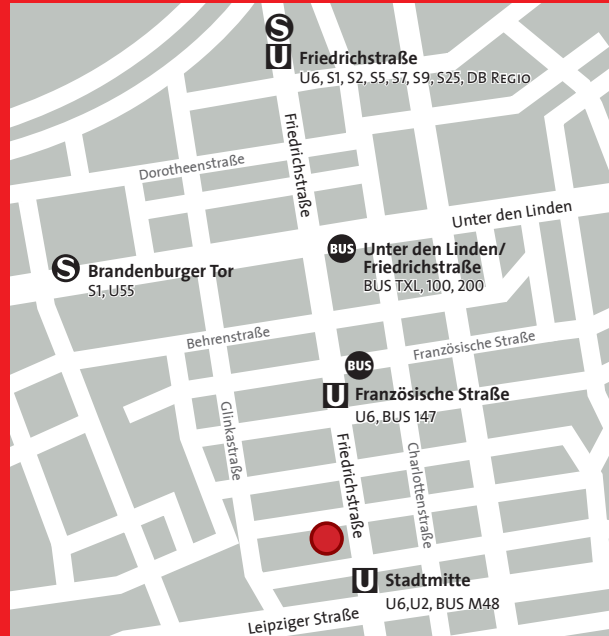 S
U Friedrichstraße
U6, S1, S2, S5, S7, S9, S25, DB Regio
Friedrichstraße
Dorotheenstraße
Unter den Linden
BUS Unter den Linden/
Friedrichstraße
BUS TXL, 100, 200
S Brandenburger Tor
S1, U55
Behrenstraße
Französische Straße
BUS
U Französische Straße
U6, BUS 147
Glinkastraße
Friedrichstraße
Charlottenstraße
U Stadtmitte
U6,U2, BUS M48
Leipziger Straße